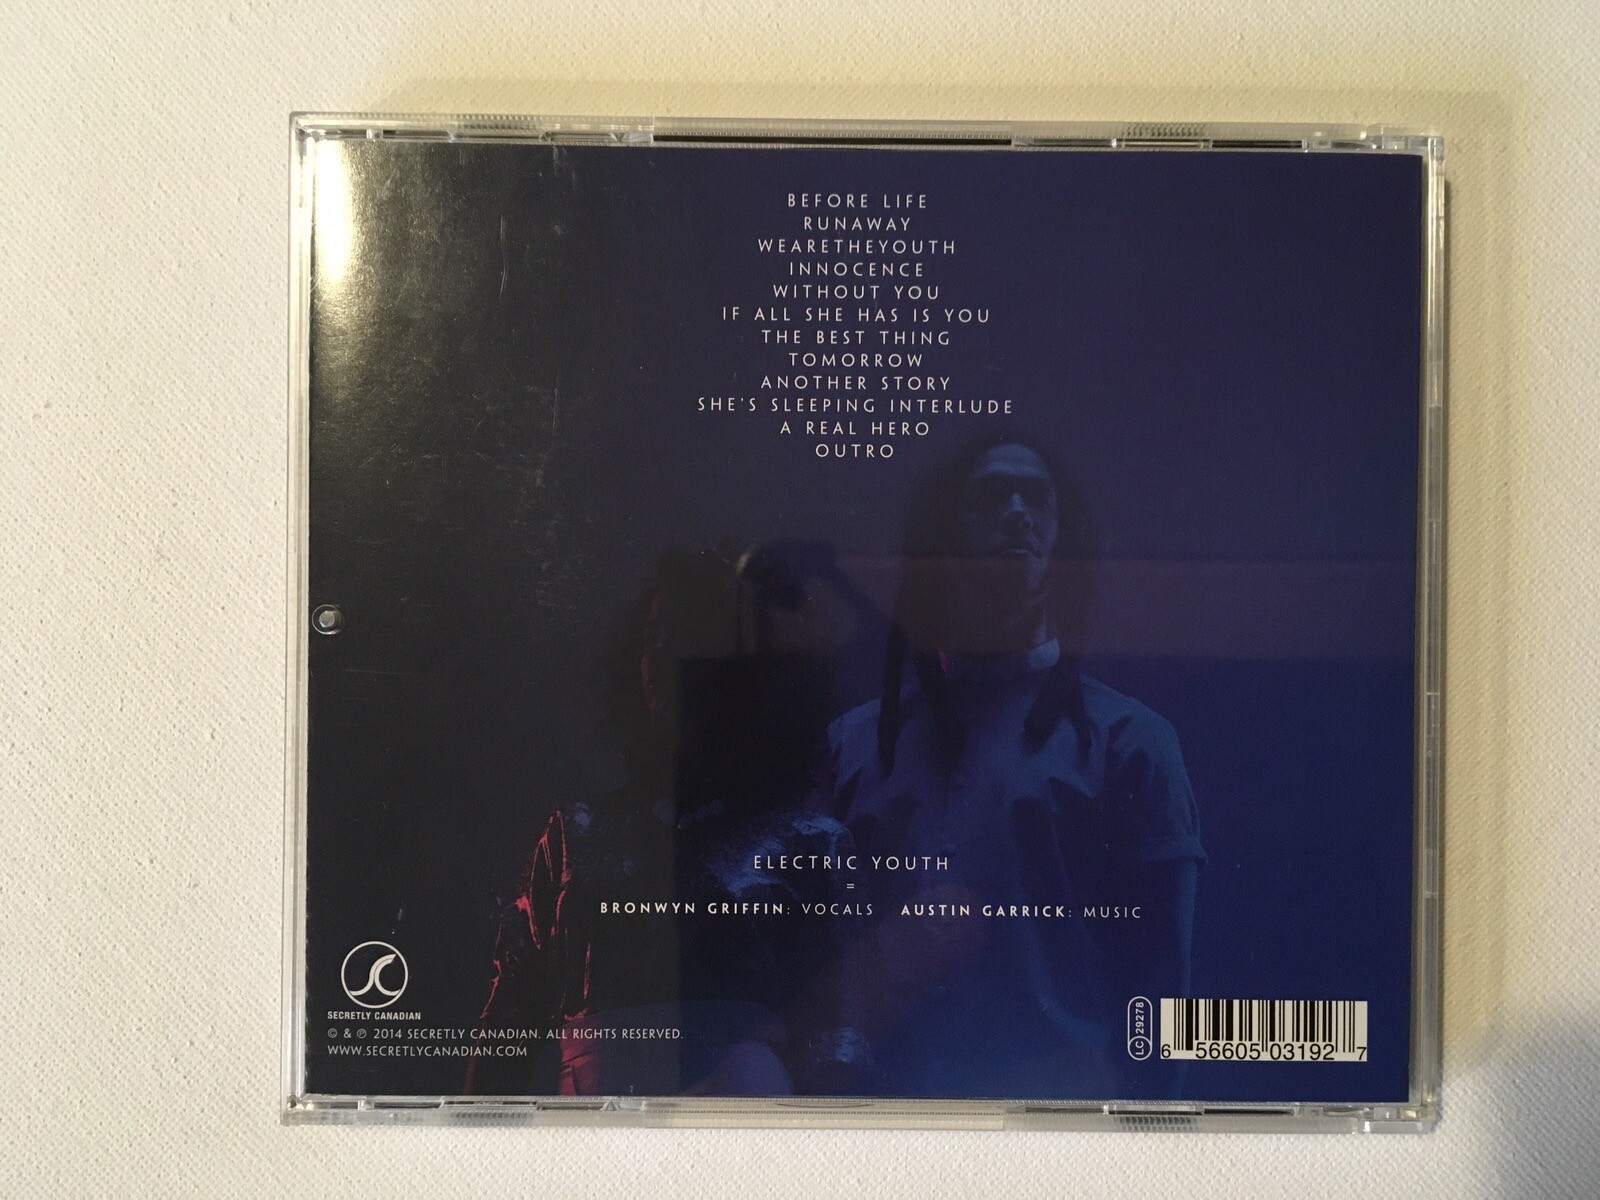 BEFORE LIFE
RUNAWAY
WEARETHEYOUTH
INNOCENCE
WITHOUT YOU
IF ALL SHE HAS IS YOU
THE BEST THING
TOMORROW
ANOTHER STORY
SHE'S SLEEPING INTERLUDE
A REAL HERO
OUTRO
ELECTRIC YOUTH
=
BRONWYN GRIFFIN: VOCALS AUSTIN GARRICK: MUSIC
SC
SECRETLY CANADIAN
© & ℗ 2014 SECRETLY CANADIAN. ALL RIGHTS RESERVED.
WWW.SECRETLYCANADIAN.COM
LC 29278
6 56605 03192 7